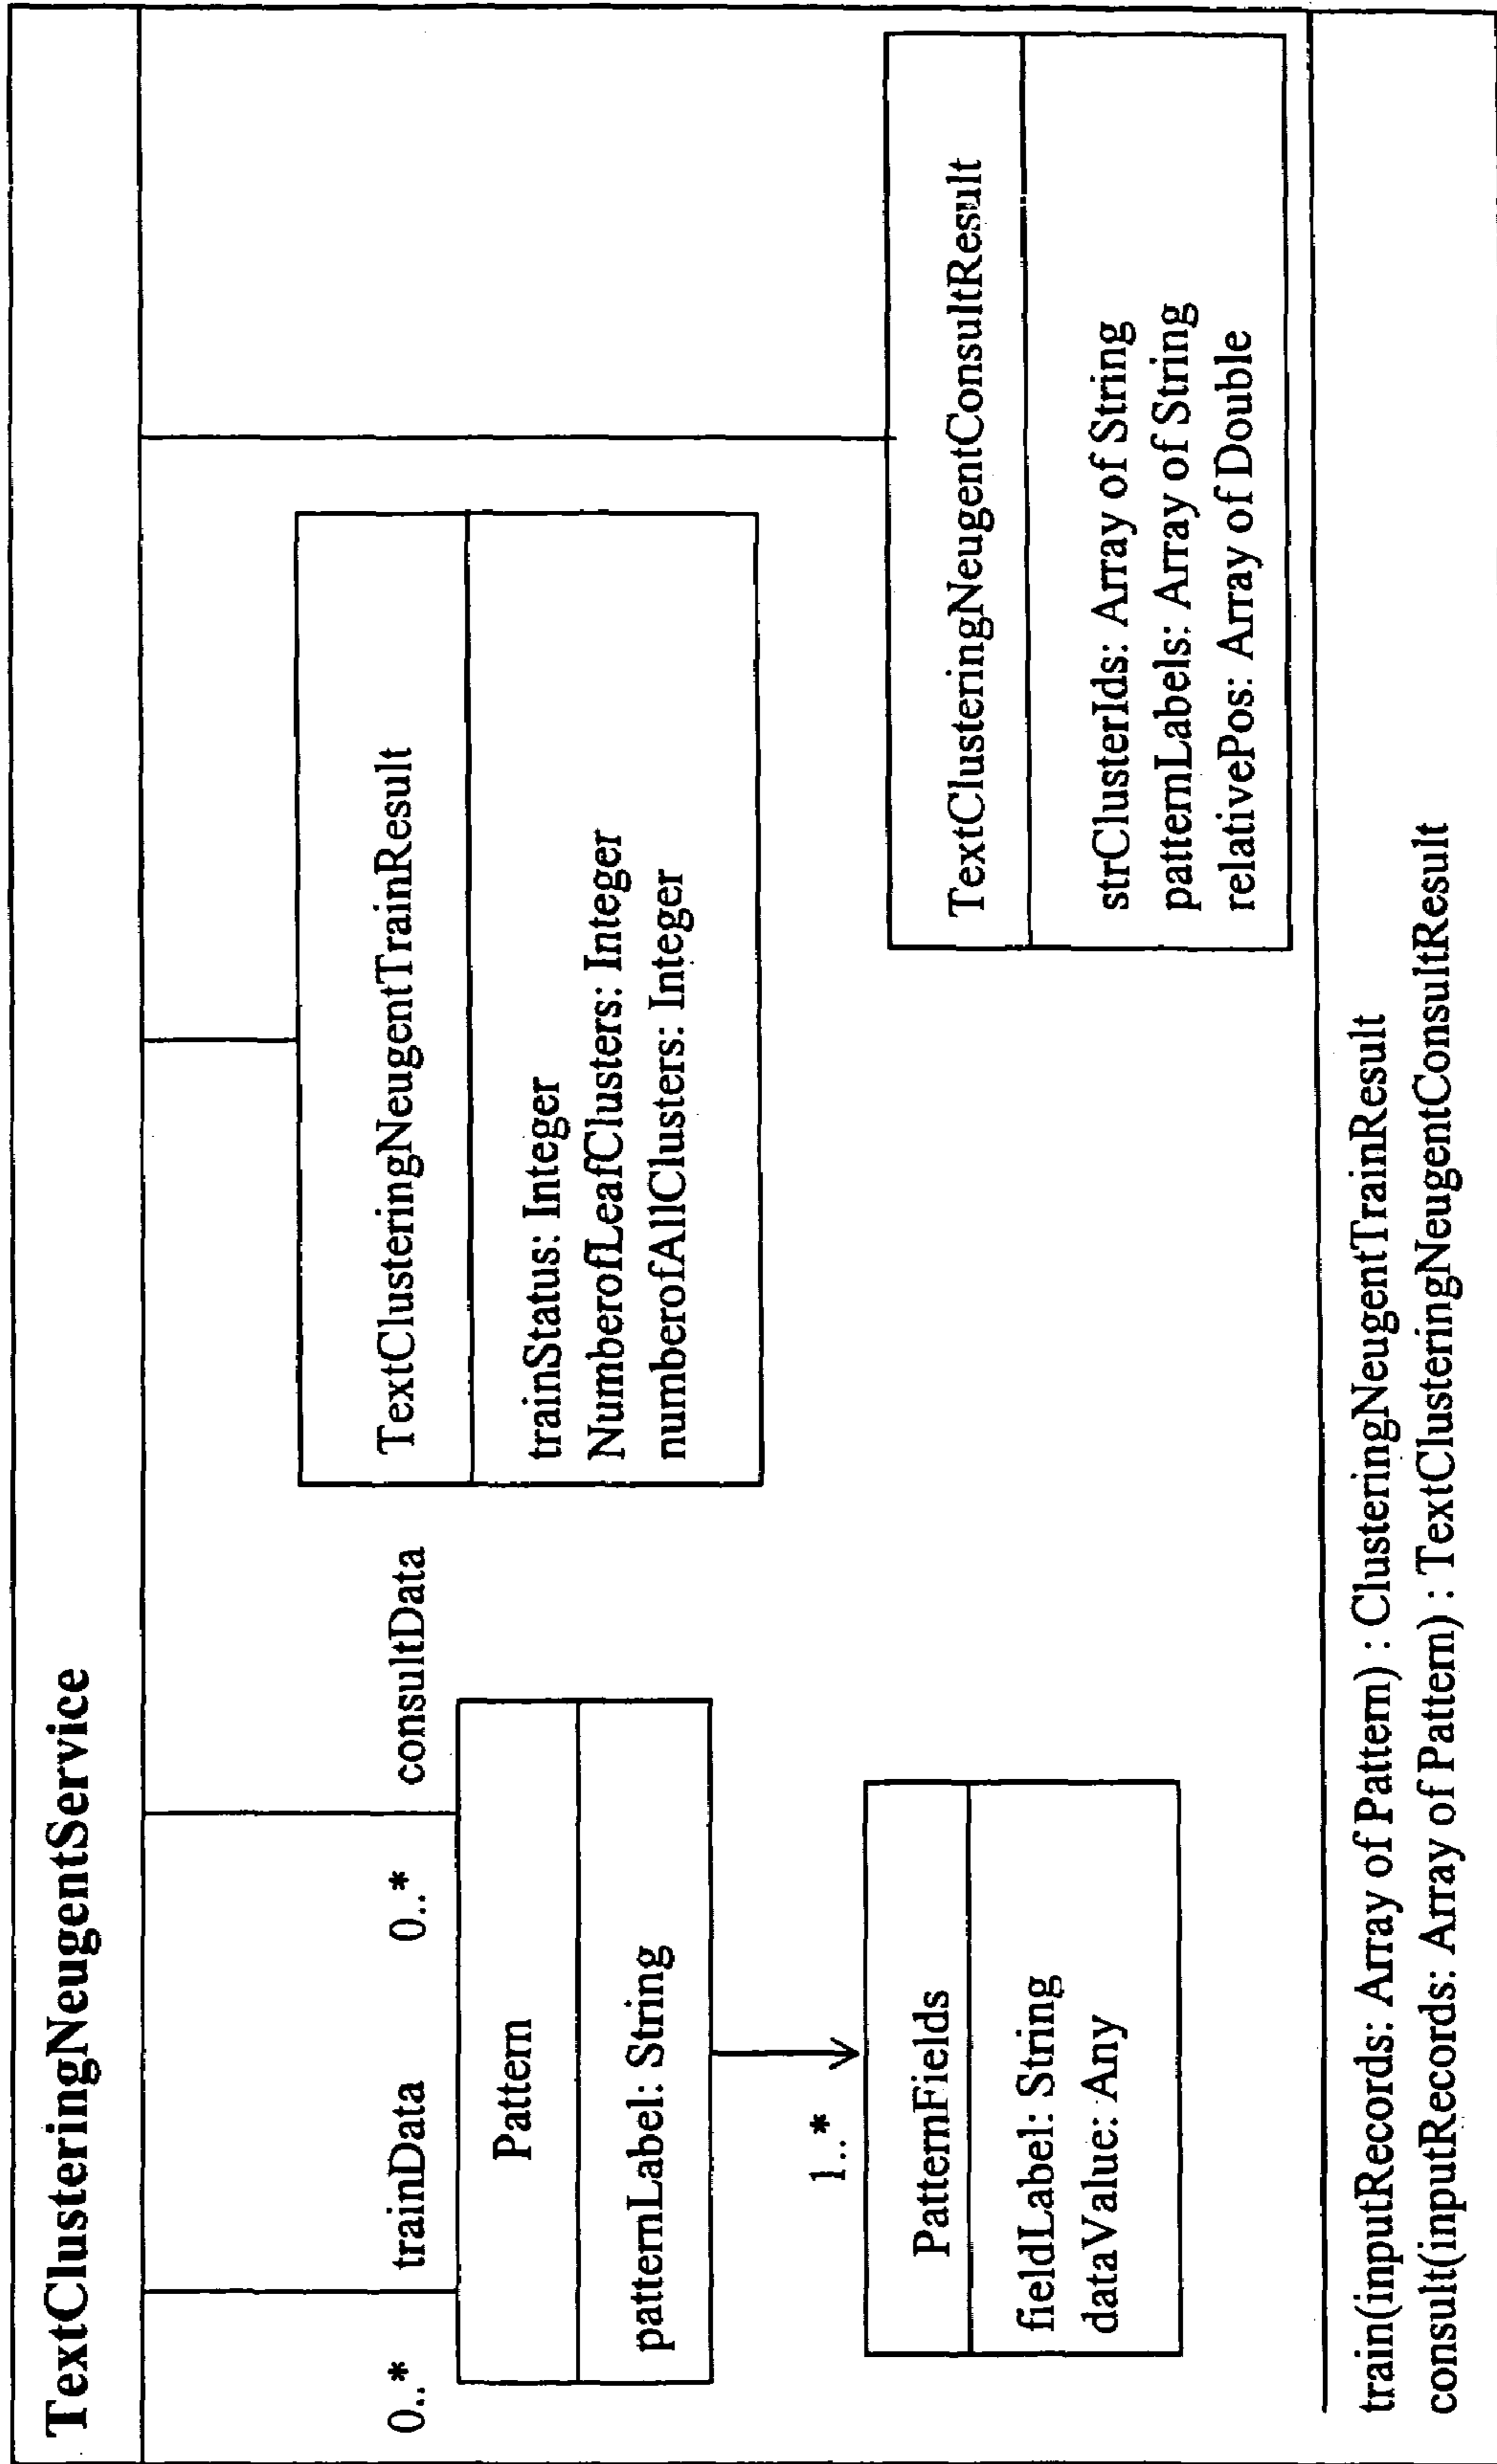 TextClusteringNeugentService
0..*
trainData
0..*
consultData
Pattern
patternLabel: String
1..*
PatternFields
fieldLabel: String
dataValue: Any
TextClusteringNeugentTrainResult
trainStatus: Integer
NumberofLeafClusters: Integer
numberofAllClusters: Integer
TextClusteringNeugentConsultResult
strClusterIds: Array of String
patternLabels: Array of String
relativePos: Array of Double
train(inputRecords: Array of Pattern) : ClusteringNeugentTrainResult
consult(inputRecords: Array of Pattern) : TextClusteringNeugentConsultResult